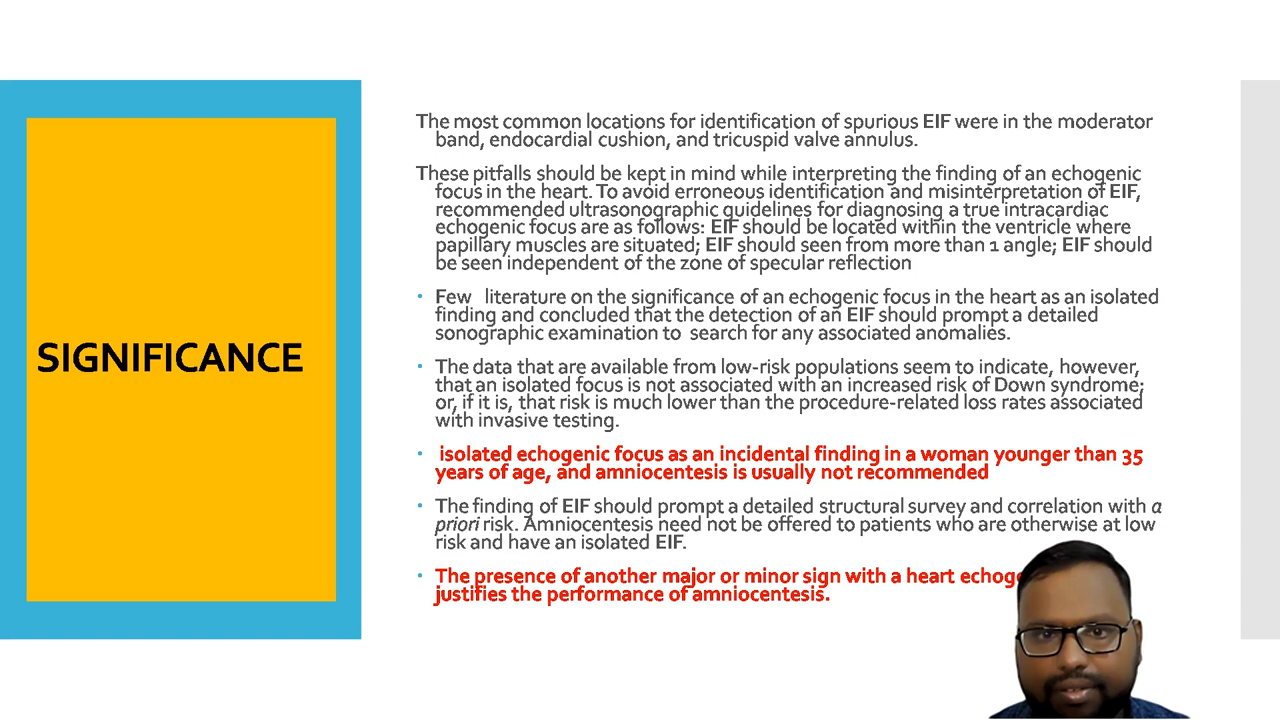 SIGNIFICANCE
The most common locations for identification of spurious EIF were in the moderator
band, endocardial cushion, and tricuspid valve annulus.
These pitfalls should be kept in mind while interpreting the finding of an echogenic
focus in the heart. To avoid erroneous identification and misinterpretation of EIF,
recommended ultrasonographic guidelines for diagnosing a true intracardiac
echogenic focus are as follows: EIF should be located within the ventricle where
papillary muscles are situated; EIF should seen from more than 1 angle; EIF should
be seen independent of the zone of specular reflection
• Few literature on the significance of an echogenic focus in the heart as an isolated
finding and concluded that the detection of an EIF should prompt a detailed
sonographic examination to search for any associated anomalies.
• The data that are available from low-risk populations seem to indicate, however,
that an isolated focus is not associated with an increased risk of Down syndrome;
or, if it is, that risk is much lower than the procedure-related loss rates associated
with invasive testing.
• isolated echogenic focus as an incidental finding in a woman younger than 35
years of age, and amniocentesis is usually not recommended
• The finding of EIF should prompt a detailed structural survey and correlation with a
priori risk. Amniocentesis need not be offered to patients who are otherwise at low
risk and have an isolated EIF.
• The presence of another major or minor sign with a heart
justifies the performance of amniocentesis.